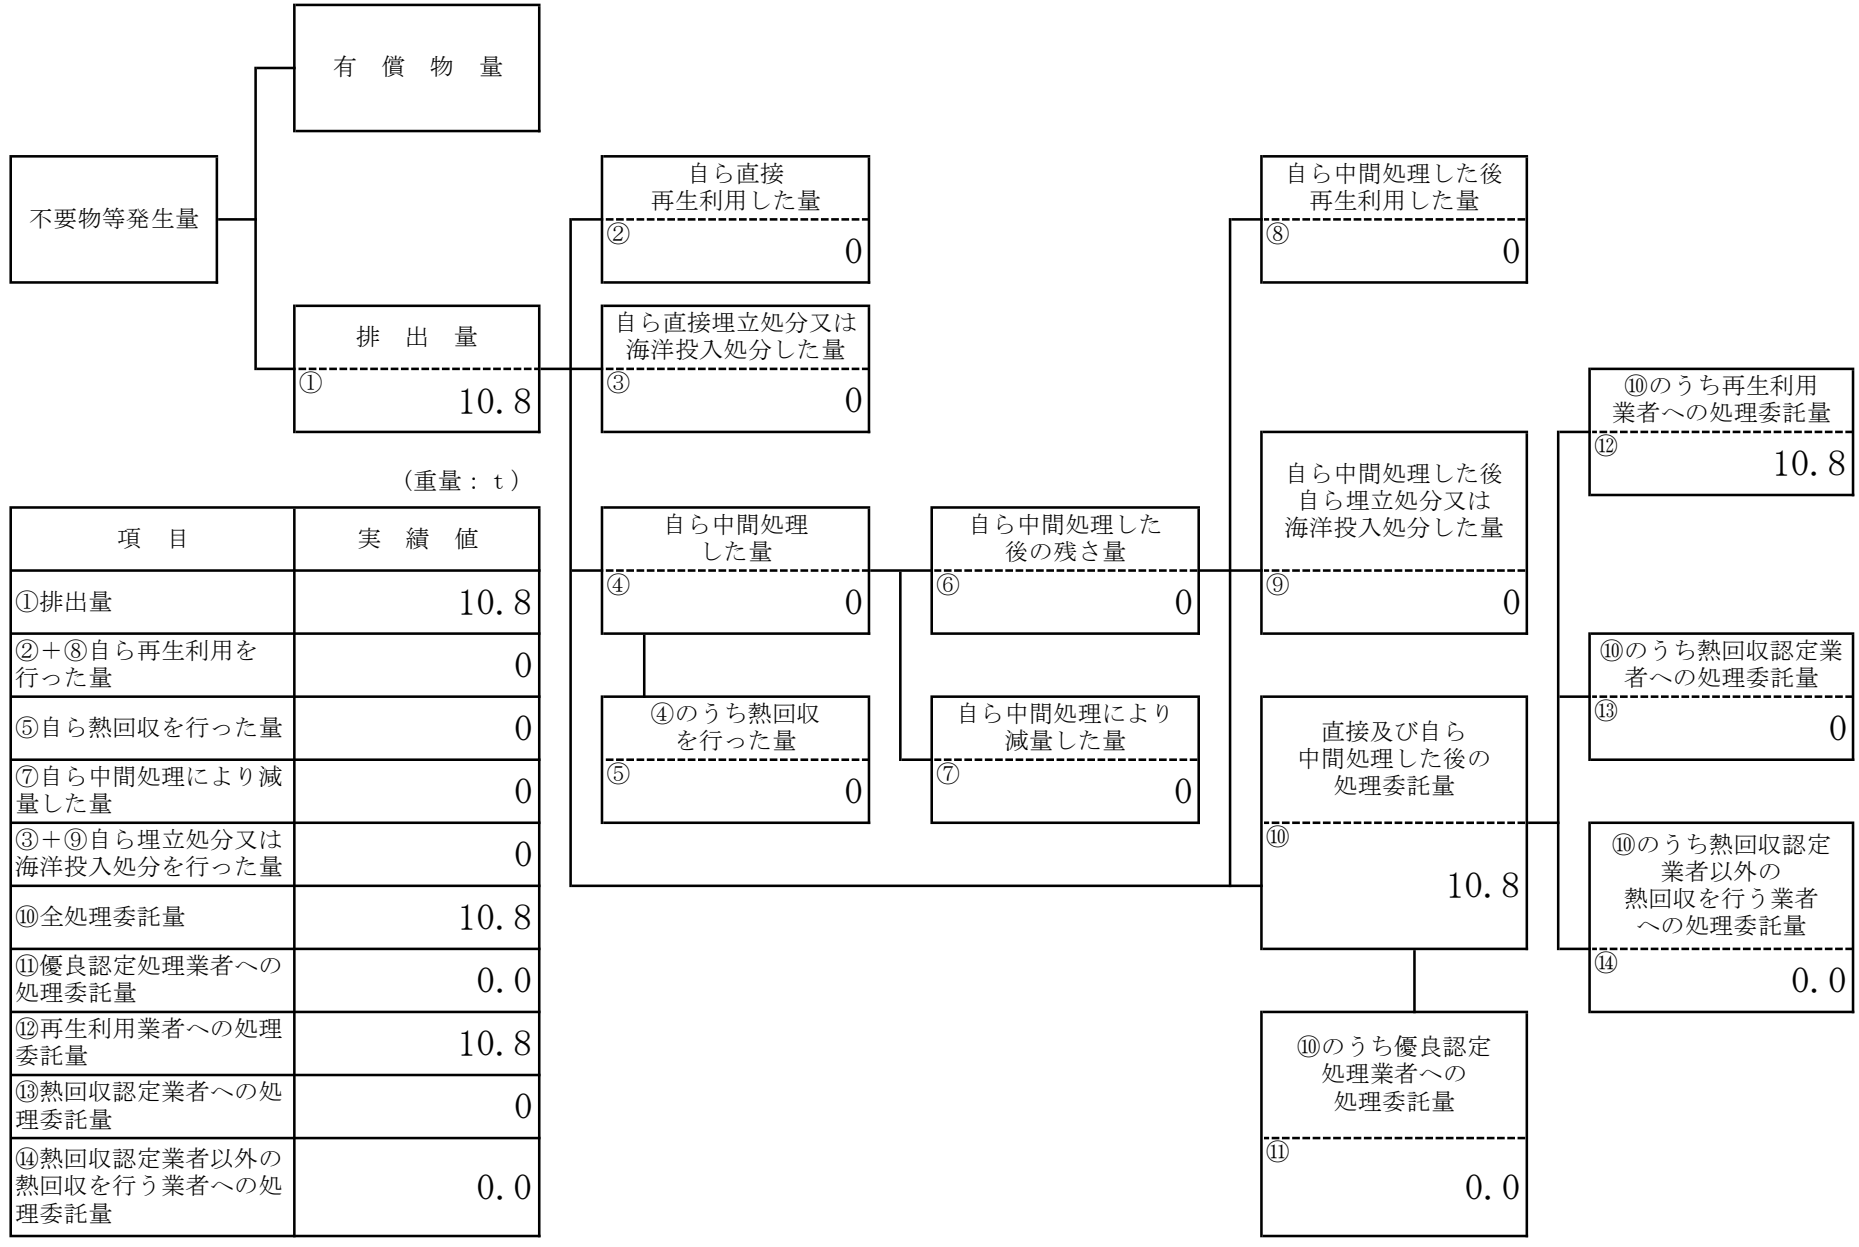 有　償　物　量
不要物等発生量
排　出　量
①
10.8
自ら直接
再生利用した量
②
0
自ら直接埋立処分又は
海洋投入処分した量
③
0
自ら中間処理
した量
④
0
④のうち熱回収
を行った量
⑤
0
自ら中間処理した
後の残さ量
⑥
0
自ら中間処理により
減量した量
⑦
0
自ら中間処理した後
再生利用した量
⑧
0
自ら中間処理した後
自ら埋立処分又は
海洋投入処分した量
⑨
0
直接及び自ら
中間処理した後の
処理委託量
⑩
10.8
⑩のうち優良認定
処理業者への
処理委託量
⑪
0.0
⑩のうち再生利用
業者への処理委託量
⑫
10.8
⑩のうち熱回収認定業
者への処理委託量
⑬
0
⑩のうち熱回収認定
業者以外の
熱回収を行う業者
への処理委託量
⑭
0.0
（重量：ｔ）
項　目　実　績　値
①排出量　10.8
②＋⑧自ら再生利用を
行った量
0
⑤自ら熱回収を行った量　0
⑦自ら中間処理により減
量した量
0
③＋⑨自ら埋立処分又は
海洋投入処分を行った量
0
⑩全処理委託量　10.8
⑪優良認定処理業者への
処理委託量
0.0
⑫再生利用業者への処理
委託量
10.8
⑬熱回収認定業者への処
理委託量
0
⑭熱回収認定業者以外の
熱回収を行う業者への処
理委託量
0.0